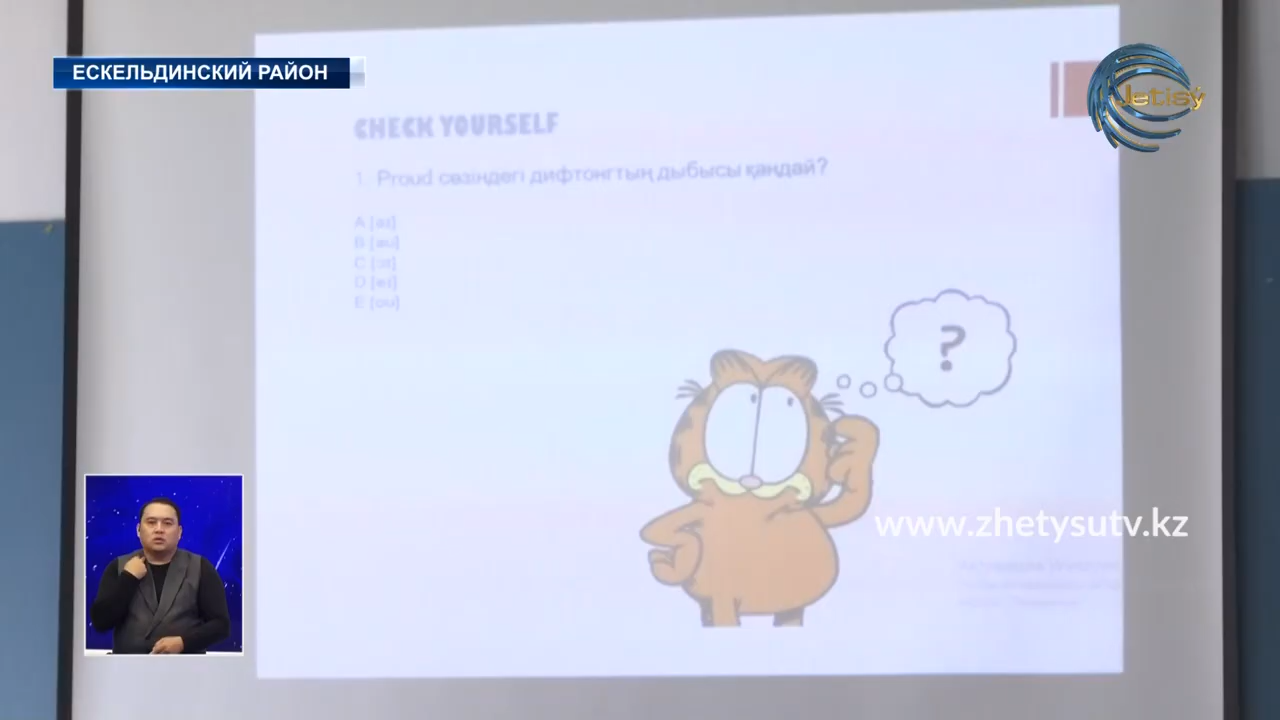 ЕСКЕЛЬДИНСКИЙ РАЙОН
Jetisý
CHECK YOURSELF
1. Proud сөзіндегі дифтонгтың дыбысы қандай?
A [aɪ]
B [au]
C [ɔɪ]
D [eɪ]
E [ou]
?
www.zhetysutv.kz